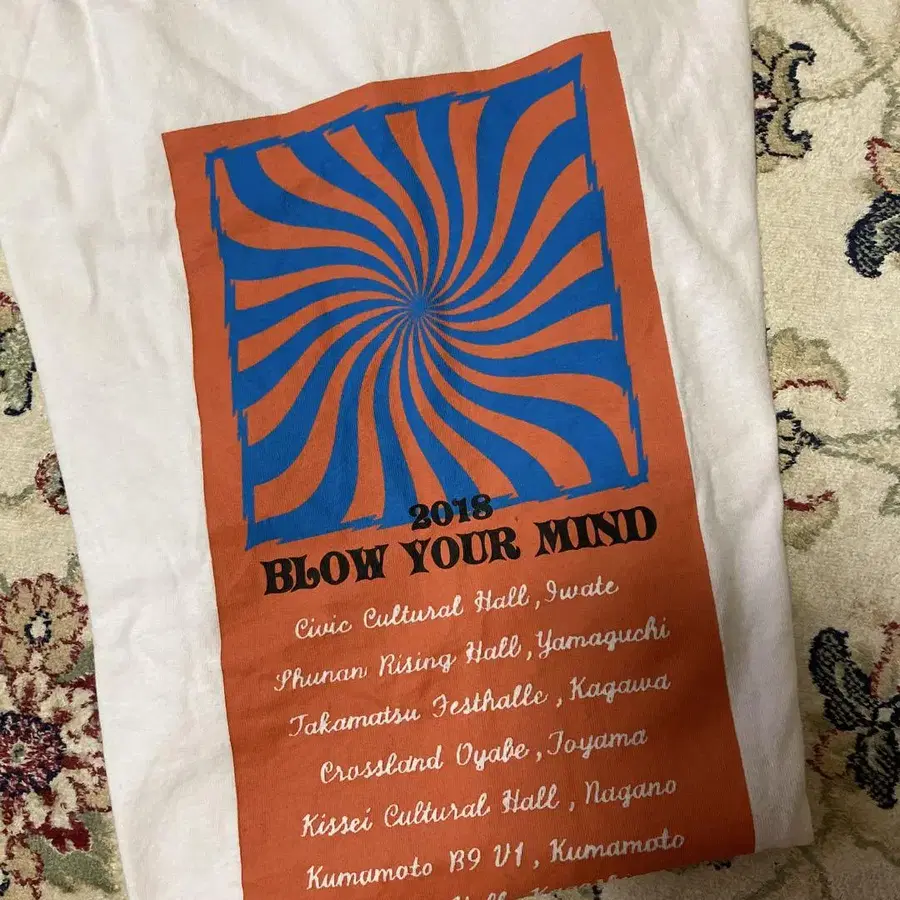 2018
BLOW YOUR MIND
Civic Cultural Hall, Iwate
Shunan Rising Hall, Yamaguchi
Takamatsu Festhalle, Kagawa
Crossland Oyabe, Toyama
Kissei Cultural Hall, Nagano
Kumamoto B9 V1, Kumamoto
Hall,